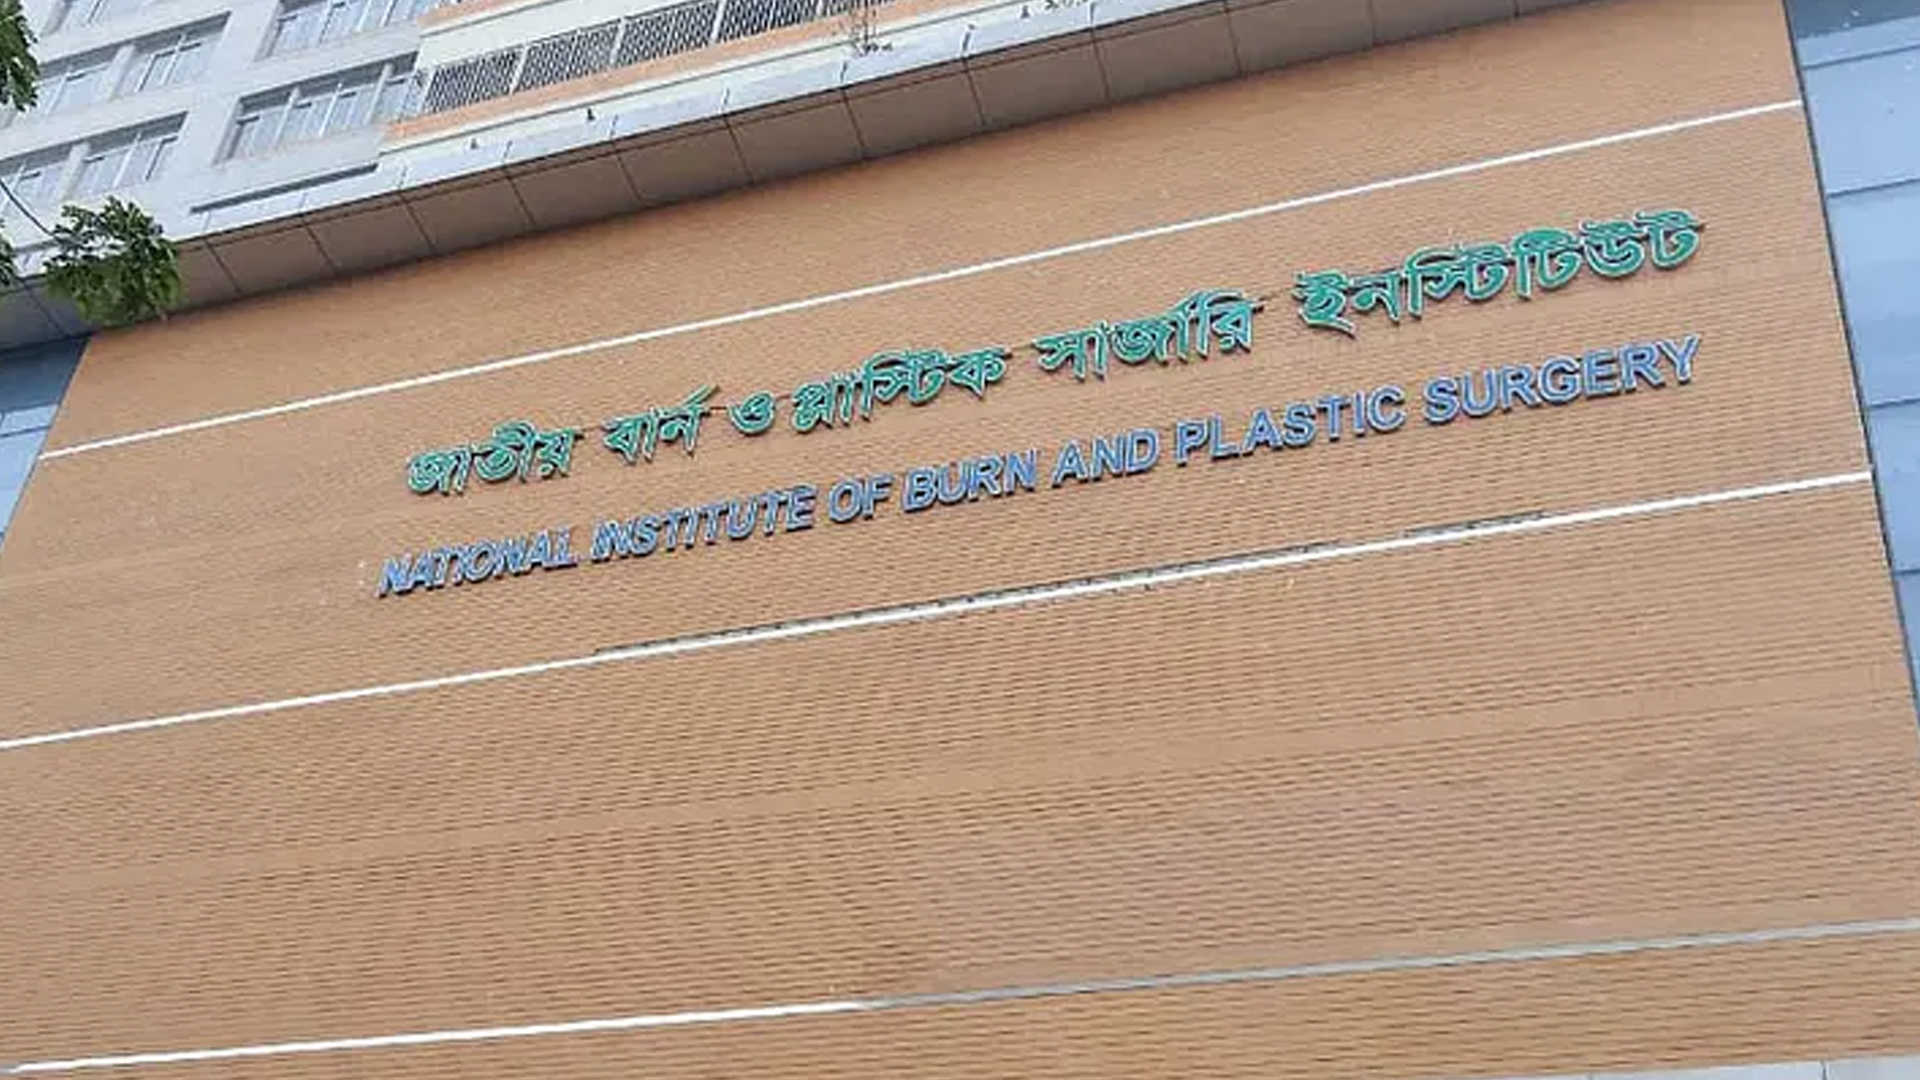 জাতীয় বার্ন ও প্লাস্টিক সার্জারি ইনস্টিটিউট
NATIONAL INSTITUTE OF BURN AND PLASTIC SURGERY